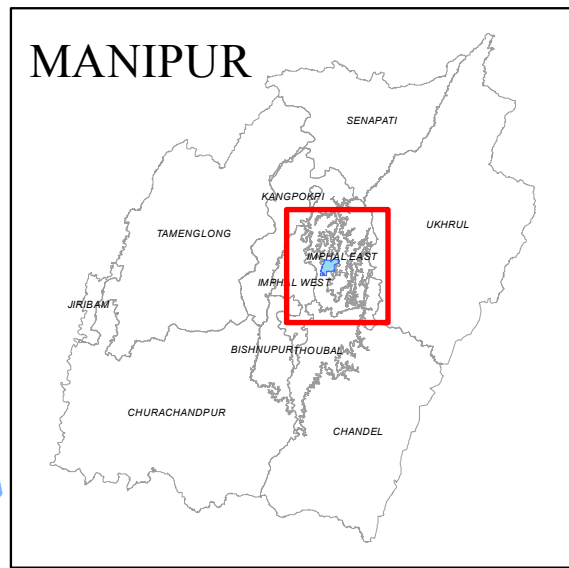 MANIPUR
SENAPATI
KANGPOKPI
UKHRUL
TAMENGLONG
IMPHAL EAST
IMPHAL WEST
JIRIBAM
BISHNUPUR THOUBAL
CHURACHANDPUR
CHANDEL